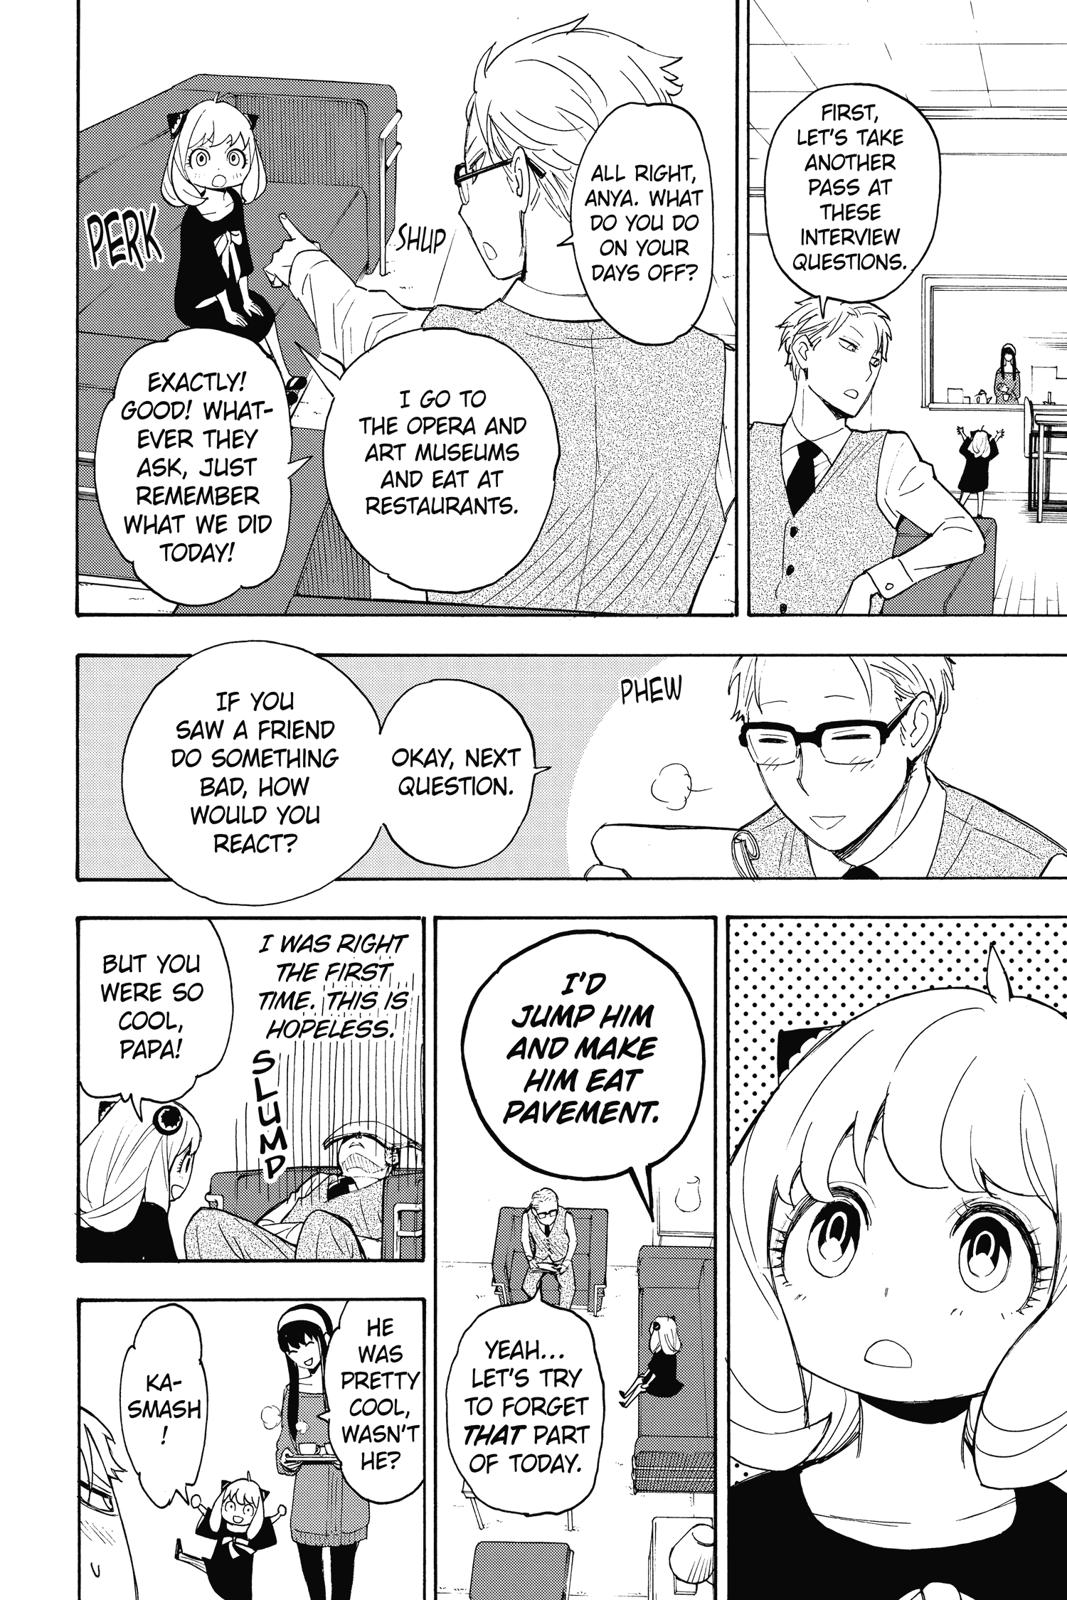 FIRST,
LET'S TAKE
ANOTHER
PASS AT
THESE
INTERVIEW
QUESTIONS.
ALL RIGHT,
ANYA. WHAT
DO YOU DO
ON YOUR
DAYS OFF?
SHUP
PERK
I GO TO
THE OPERA AND
ART MUSEUMS
AND EAT AT
RESTAURANTS.
EXACTLY!
GOOD! WHAT-
EVER THEY
ASK, JUST
REMEMBER
WHAT WE DID
TODAY!
PHEW
OKAY, NEXT
QUESTION.
IF YOU
SAW A FRIEND
DO SOMETHING
BAD, HOW
WOULD YOU
REACT?
I'D
JUMP HIM
AND MAKE
HIM EAT
PAVEMENT.
YEAH...
LET'S TRY
TO FORGET
THAT PART
OF TODAY.
I WAS RIGHT
THE FIRST
TIME. THIS IS
HOPELESS.
SLUMP
BUT YOU
WERE SO
COOL,
PAPA!
HE
WAS
PRETTY
COOL,
WASN'T
HE?
KA-
SMASH
!